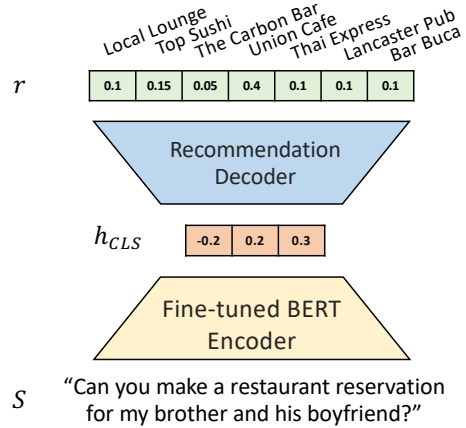 Local Lounge
Top Sushi
The Carbon Bar
Union Cafe
Thai Express
Lancaster Pub
Bar Buca
r 0.1 0.15 0.05 0.4 0.1 0.1 0.1
Recommendation
Decoder
h_CLS -0.2 0.2 0.3
Fine-tuned BERT
Encoder
S “Can you make a restaurant reservation
for my brother and his boyfriend?”